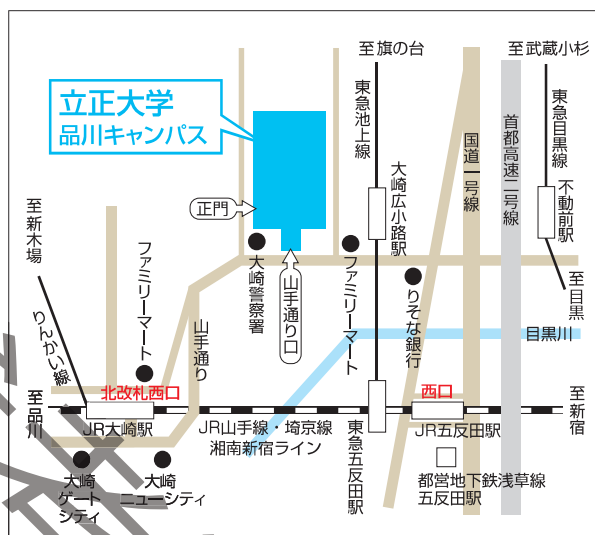 至旗の台
至武蔵小杉
立正大学
品川キャンパス
東急池上線
国道一号線
首都高速二号線
東急目黒線
大崎広小路駅
不動前駅
正門
至新木場
ファミリーマート
りんかい線
山手通り
大崎警察署
山手通り口
ファミリーマート
りそな銀行
至目黒
目黒川
北改札西口
西口
至品川
JR大崎駅
JR山手線・埼京線
湘南新宿ライン
東急五反田駅
JR五反田駅
至新宿
大崎
ゲート
シティ
大崎
ニューシティ
都営地下鉄浅草線
五反田駅